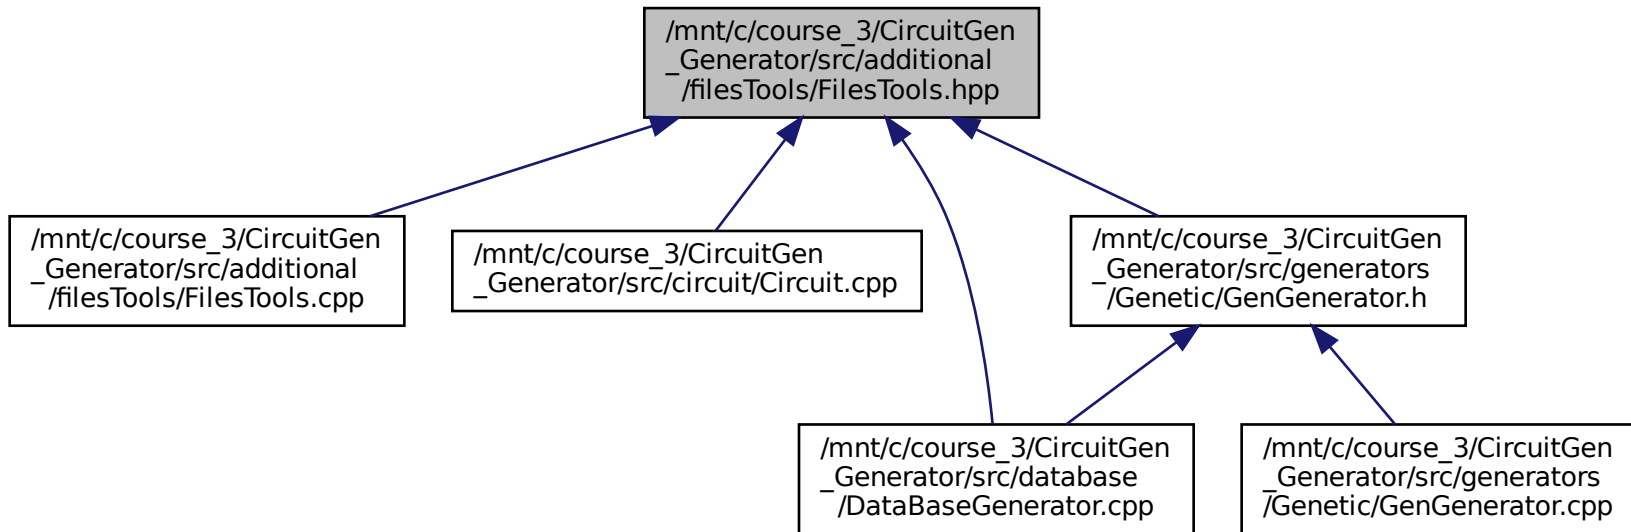 /mnt/c/course_3/CircuitGen
_Generator/src/additional
/filesTools/FilesTools.hpp
/mnt/c/course_3/CircuitGen
_Generator/src/additional
/filesTools/FilesTools.cpp
/mnt/c/course_3/CircuitGen
_Generator/src/circuit/Circuit.cpp
/mnt/c/course_3/CircuitGen
_Generator/src/generators
/Genetic/GenGenerator.h
/mnt/c/course_3/CircuitGen
_Generator/src/database
/DataBaseGenerator.cpp
/mnt/c/course_3/CircuitGen
_Generator/src/generators
/Genetic/GenGenerator.cpp